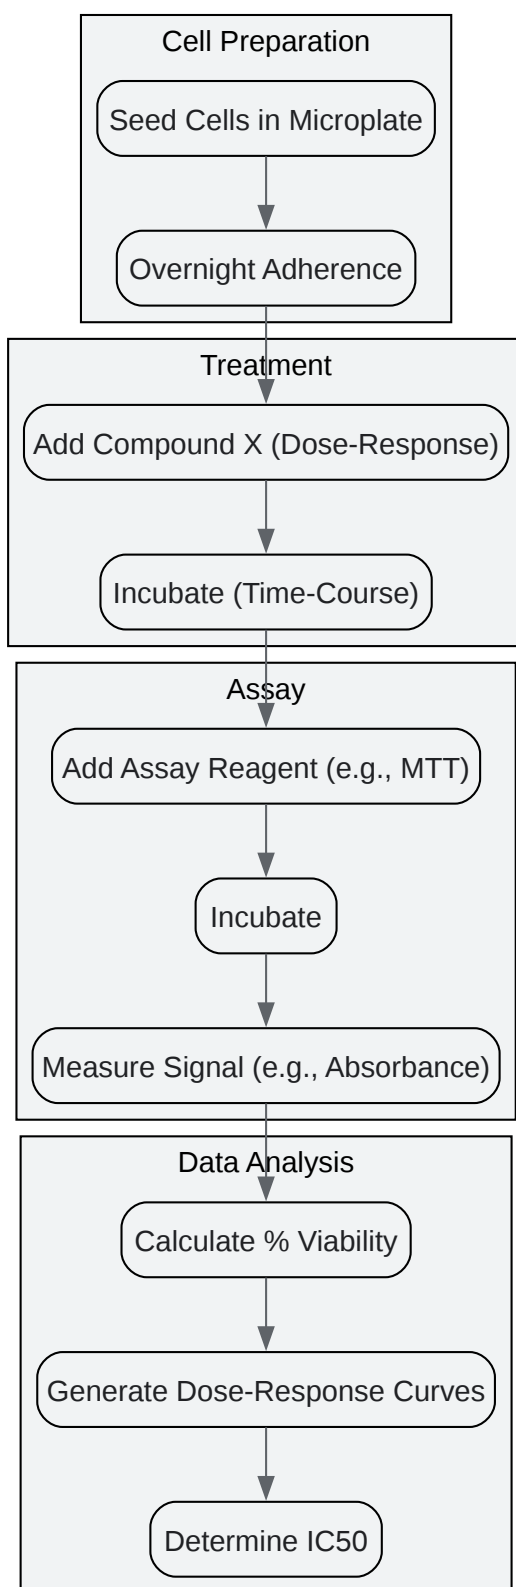 Cell Preparation
Seed Cells in Microplate
Overnight Adherence
Treatment
Add Compound X (Dose-Response)
Incubate (Time-Course)
Assay
Add Assay Reagent (e.g., MTT)
Incubate
Measure Signal (e.g., Absorbance)
Data Analysis
Calculate % Viability
Generate Dose-Response Curves
Determine IC50